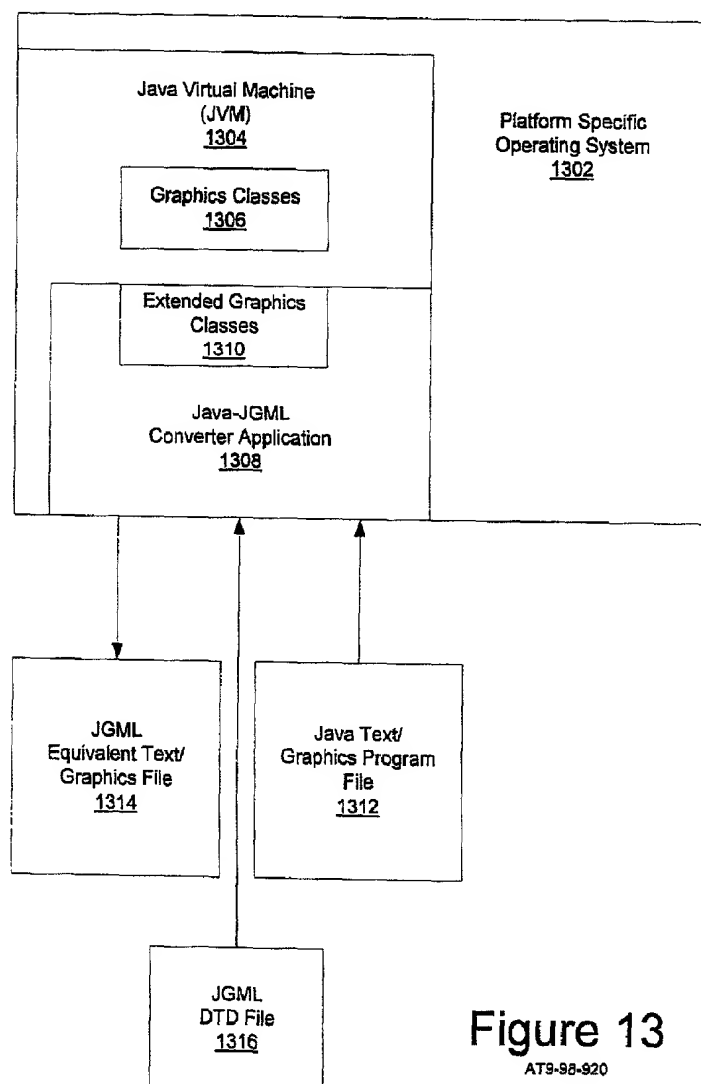 Java Virtual Machine
(JVM)
1304
Platform Specific
Operating System
1302
Graphics Classes
1306
Extended Graphics
Classes
1310
Java-JGML
Converter Application
1308
JGML
Equivalent Text/
Graphics File
1314
Java Text/
Graphics Program
File
1312
JGML
DTD File
1316
Figure 13
AT9-98-920